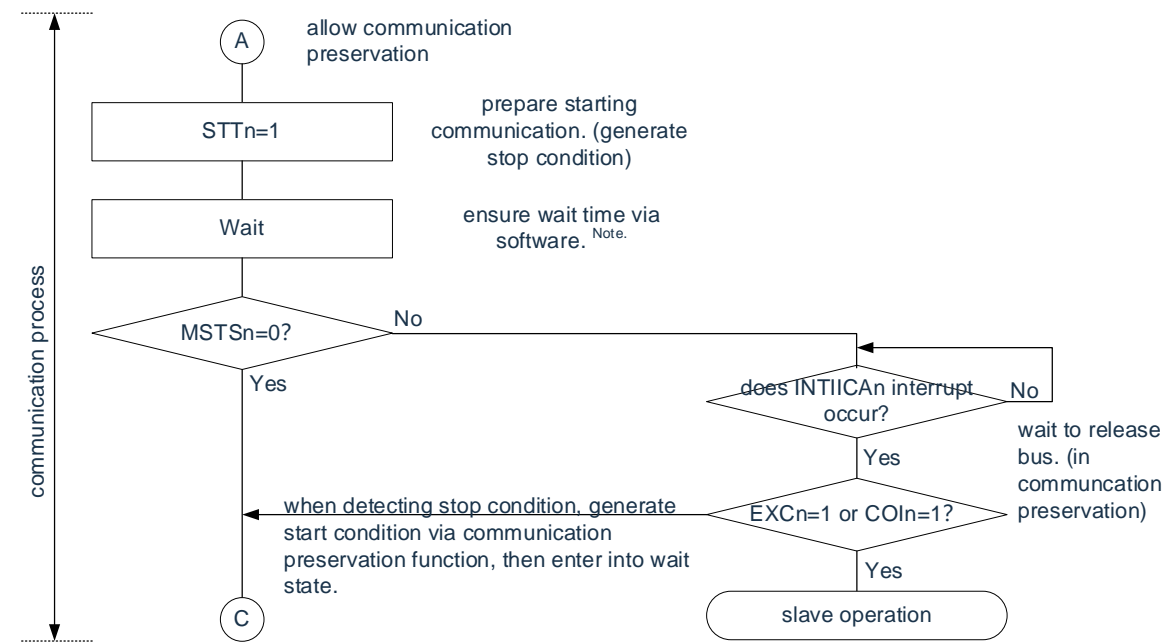 A
allow communication
preservation
STTn=1
prepare starting
communication. (generate
stop condition)
Wait
ensure wait time via
software. Note.
MSTSn=0?
No
Yes
does INTIICAn interrupt
occur?
No
Yes
wait to release
bus. (in
communcation
preservation)
EXCn=1 or COIn=1?
when detecting stop condition, generate
start condition via communication
preservation function, then enter into wait
state.
Yes
slave operation
C
communication process